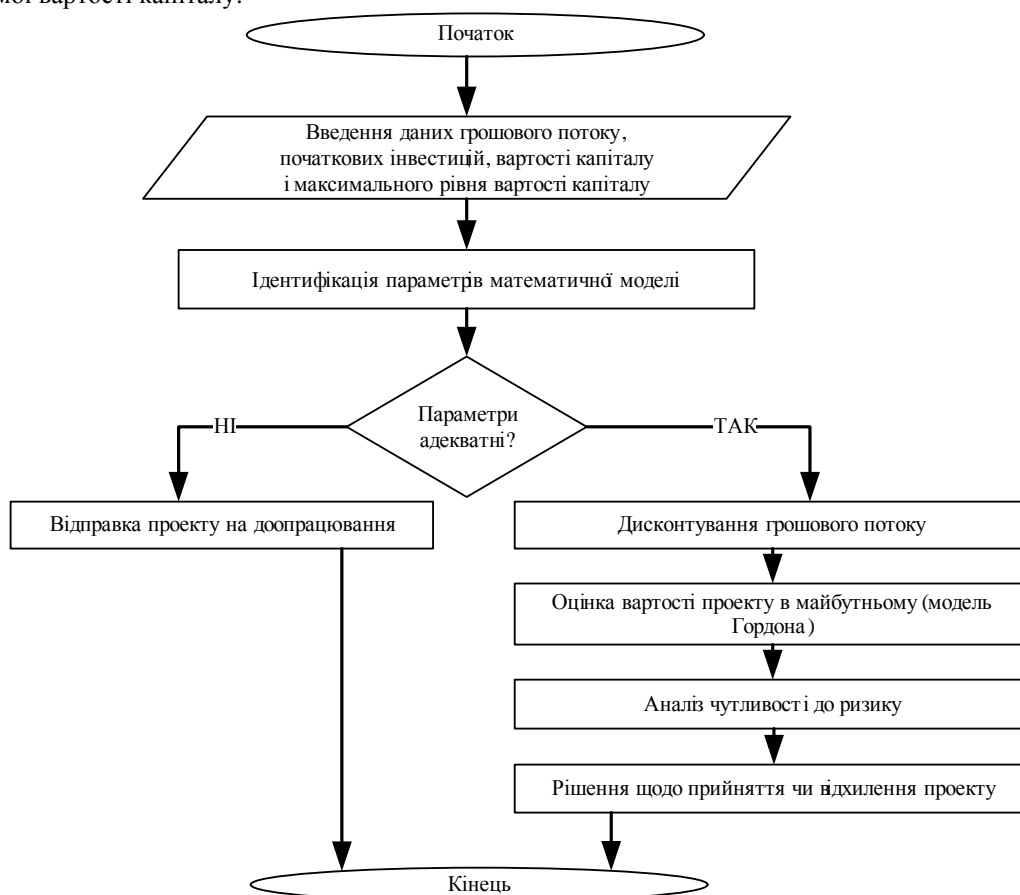 вартості капіталу.
Початок
Введення даних грошового потоку,
початкових інвестицій, вартості капіталу
і максимального рівня вартості капіталу
Ідентифікація параметрів математичної моделі
Параметри
адекватні?
НІ
ТАК
Відправка проекту на доопрацювання
Дисконтування грошового потоку
Оцінка вартості проекту в майбутньому (модель
Гордона)
Аналіз чутливості до ризику
Рішення щодо прийняття чи відхилення проекту
Кінець